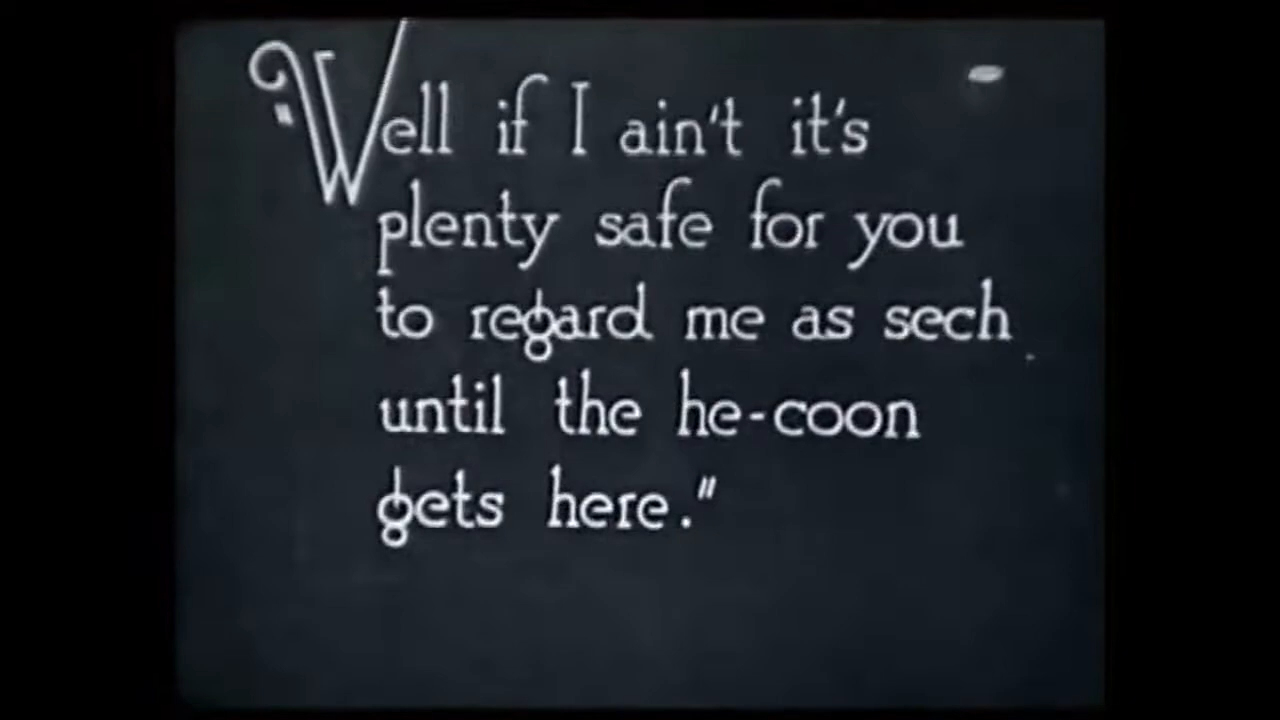 "Well if I ain't it's
plenty safe for you
to regard me as sech
until the he-coon
gets here."